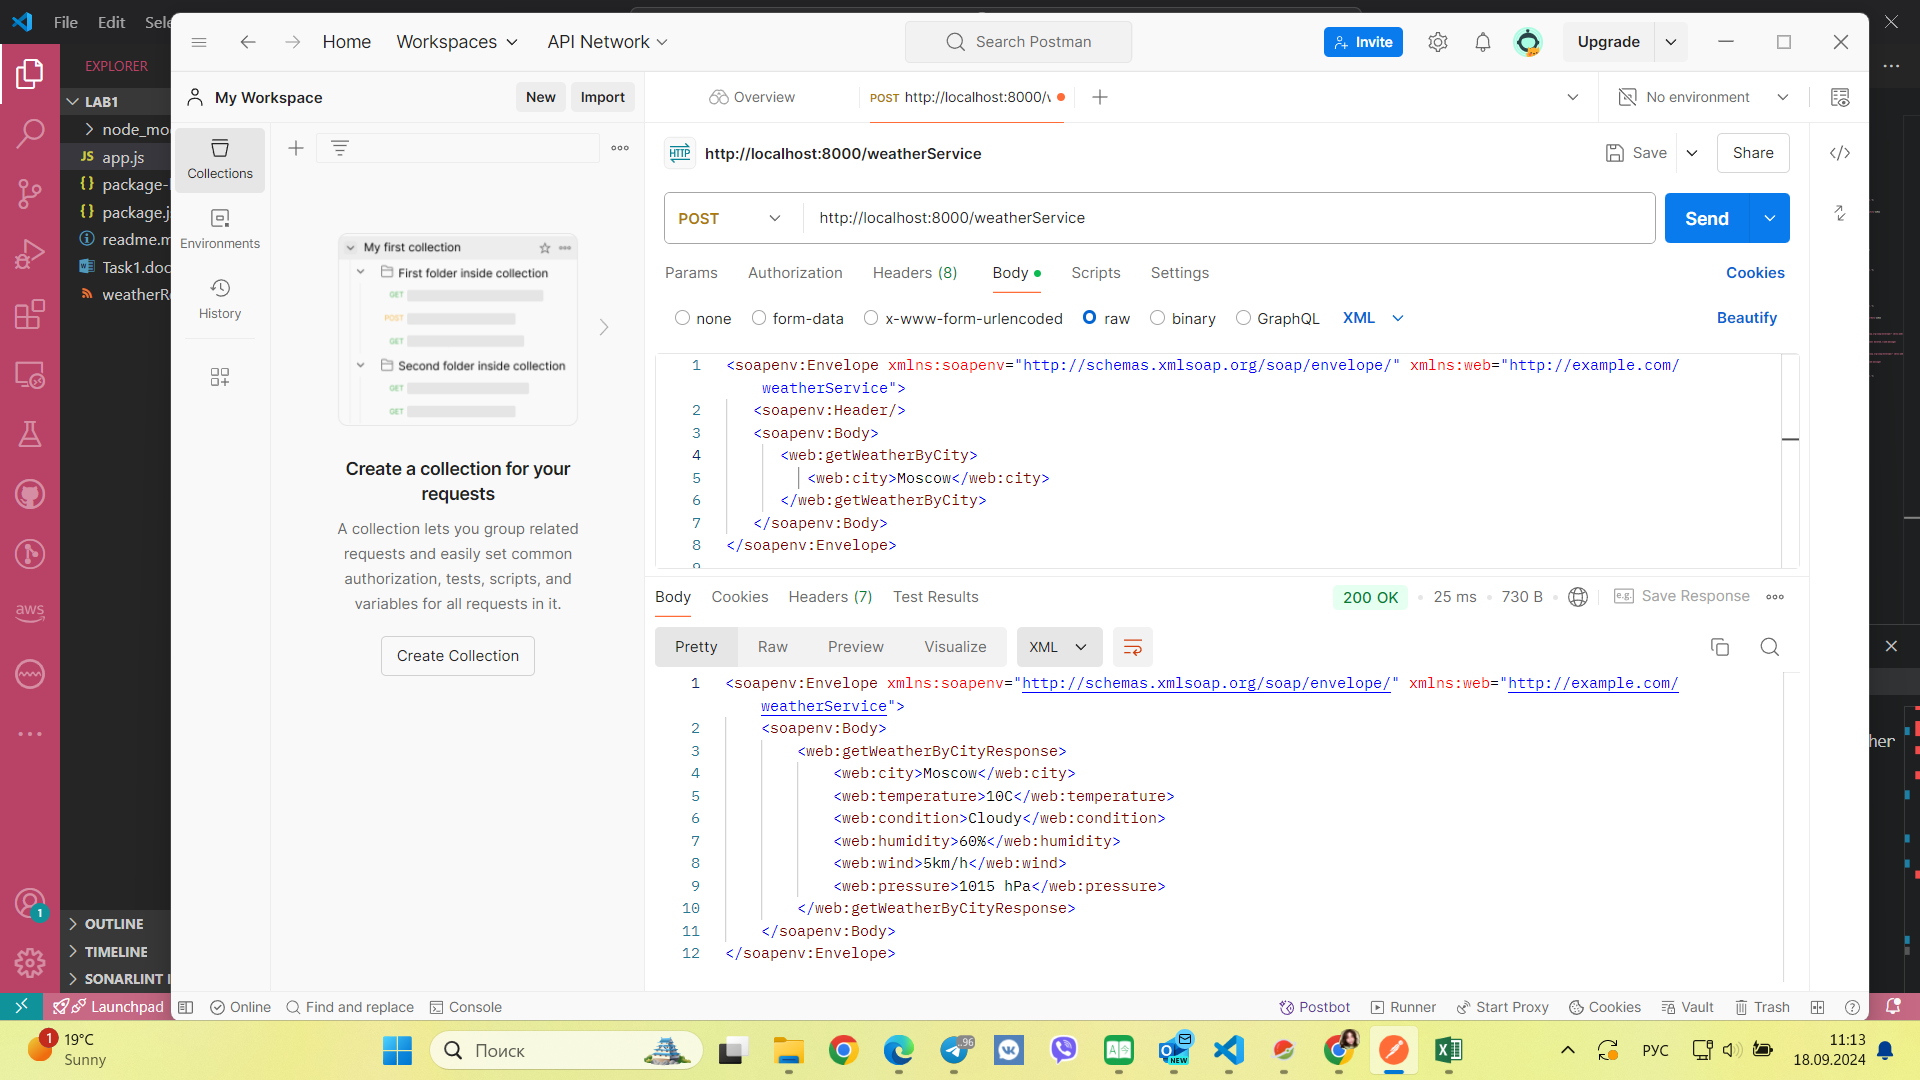 File Edit
Home Workspaces API Network Search Postman Invite Upgrade
EXPLORER
LAB1
node_mo
JS app.js
{ } package-
{ } package.j
readme.m
Task1.doc
weatherR
OUTLINE
TIMELINE
SONARLINT
Launchpad
aws
1
My Workspace New Import
Overview POST http://localhost:8000/ No environment
Collections
Environments
History
My first collection
First folder inside collection
GET
POST
GET
Second folder inside collection
GET
GET
Create a collection for your
requests
A collection lets you group related
requests and easily set common
authorization, tests, scripts, and
variables for all requests in it.
Create Collection
HTTP http://localhost:8000/weatherService Save Share
POST http://localhost:8000/weatherService Send
Params Authorization Headers (8) Body Scripts Settings Cookies
none form-data x-www-form-urlencoded raw binary GraphQL XML Beautify
1 <soapenv:Envelope xmlns:soapenv="http://schemas.xmlsoap.org/soap/envelope/" xmlns:web="http://example.com/
weatherService">
2 <soapenv:Header/>
3 <soapenv:Body>
4 <web:getWeatherByCity>
5 <web:city>Moscow</web:city>
6 </web:getWeatherByCity>
7 </soapenv:Body>
8 </soapenv:Envelope>
9
Body Cookies Headers (7) Test Results 200 OK 25 ms 730 B e.g. Save Response
Pretty Raw Preview Visualize XML
1 <soapenv:Envelope xmlns:soapenv="http://schemas.xmlsoap.org/soap/envelope/" xmlns:web="http://example.com/
weatherService">
2 <soapenv:Body>
3 <web:getWeatherByCityResponse>
4 <web:city>Moscow</web:city>
5 <web:temperature>10C</web:temperature>
6 <web:condition>Cloudy</web:condition>
7 <web:humidity>60%</web:humidity>
8 <web:wind>5km/h</web:wind>
9 <web:pressure>1015 hPa</web:pressure>
10 </web:getWeatherByCityResponse>
11 </soapenv:Body>
12 </soapenv:Envelope>
her
Online Find and replace Console Postbot Runner Start Proxy Cookies Vault Trash
1 19°C
Sunny
Поиск
..96
NEW
РУС
11:13
18.09.2024